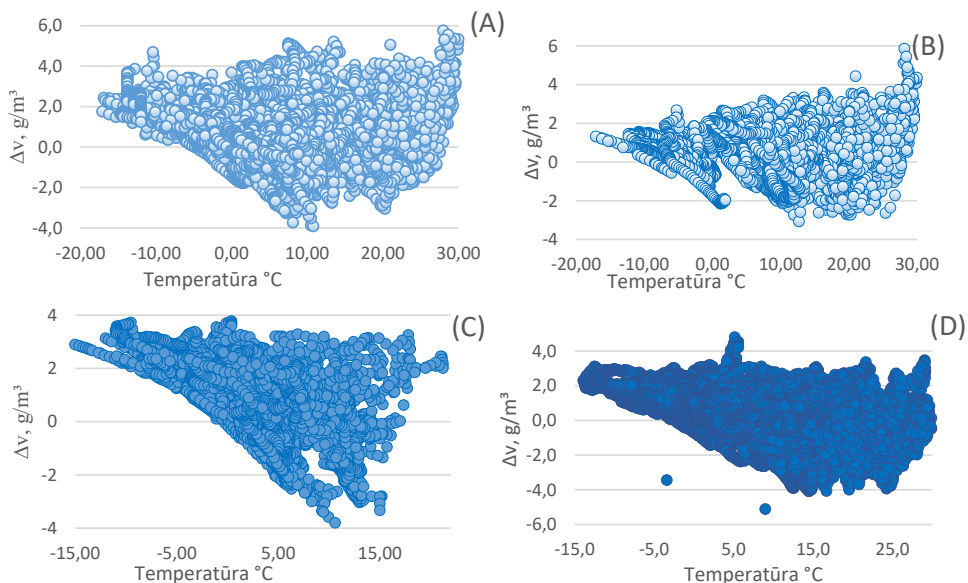 (A)
Δv, g/m³
6,0
4,0
2,0
0,0
-2,0
-4,0
-20,00 -10,00 0,00 10,00 20,00 30,00
Temperatūra °C
(B)
Δv, g/m³
6
4
2
0
-2
-4
-20,00 -10,00 0,00 10,00 20,00 30,00
Temperatūra °C
(C)
Δv, g/m³
4
2
0
-2
-4
-15,00 -5,00 5,00 15,00
Temperatūra °C
(D)
Δv, g/m³
4,0
2,0
0,0
-2,0
-4,0
-6,0
-15,0 -5,0 5,0 15,0 25,0
Temperatūra °C